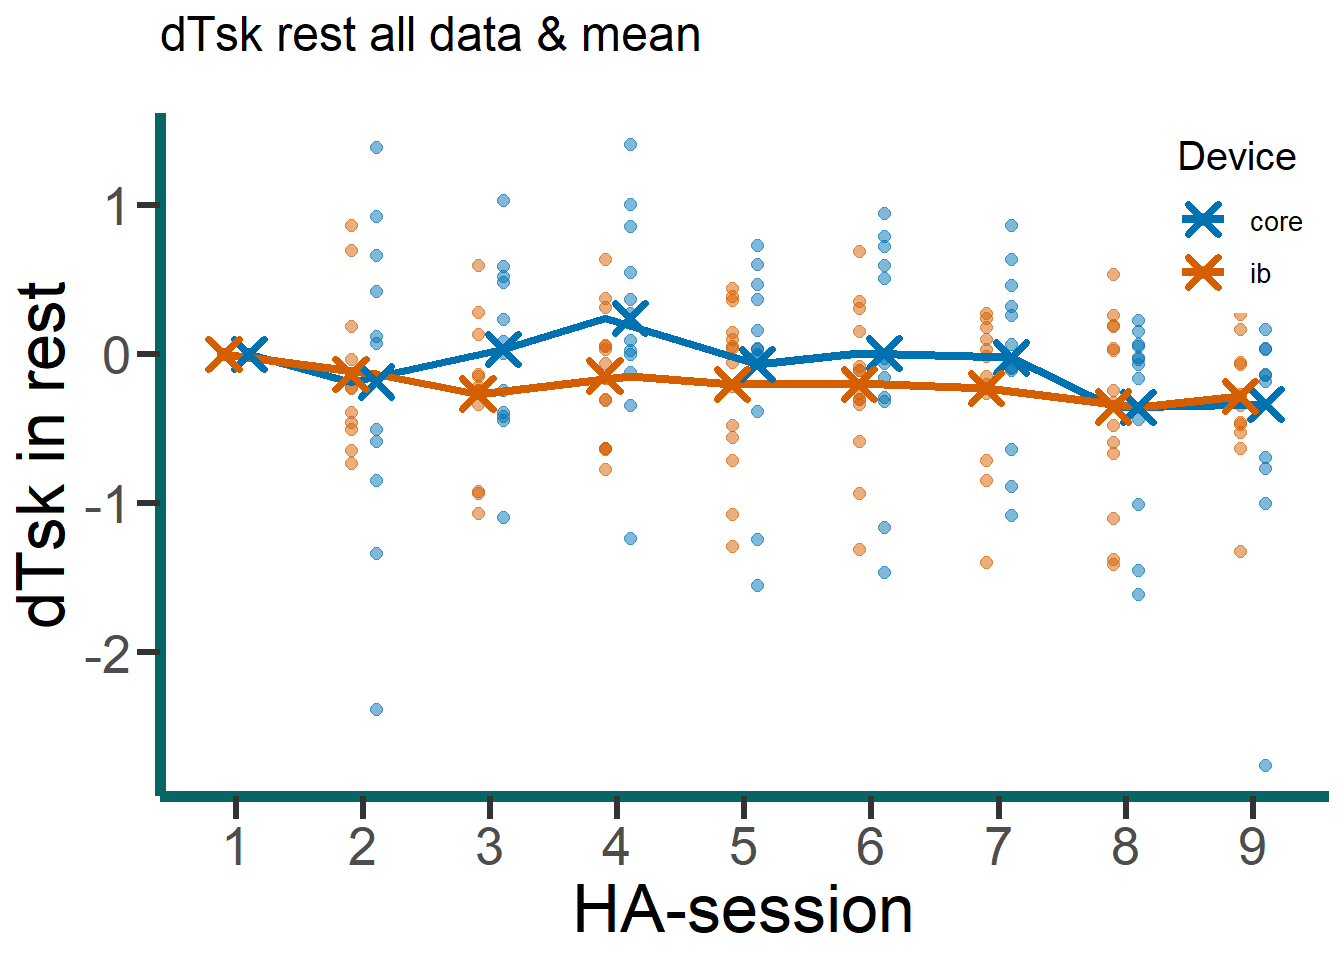 dTsk rest all data & mean
Device
core
ib
dTsk in rest
1
0
-1
-2
1 2 3 4 5 6 7 8 9
HA-session